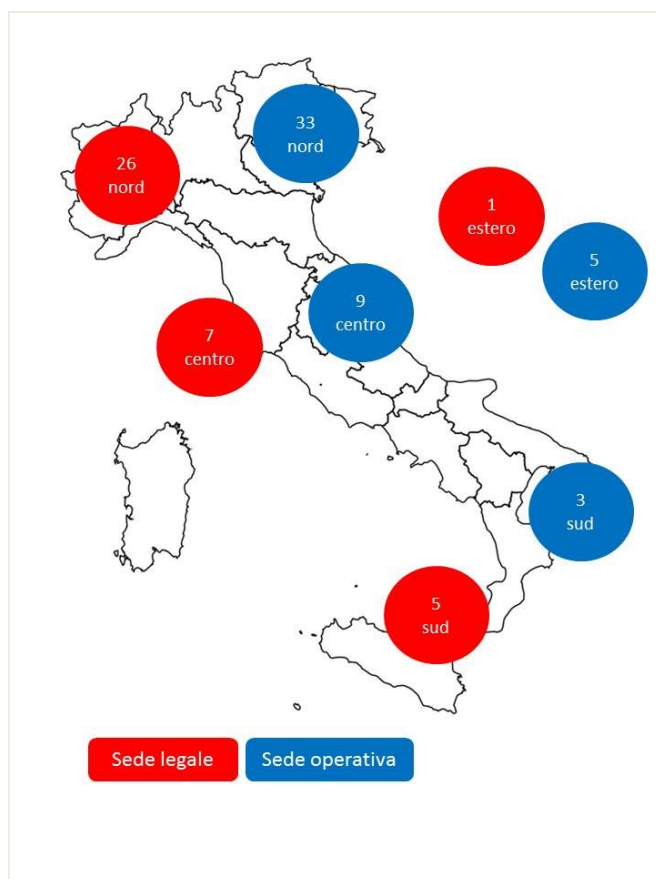 33
nord
26
nord
1
estero
5
estero
9
centro
7
centro
3
sud
5
sud
Sede legale
Sede operativa